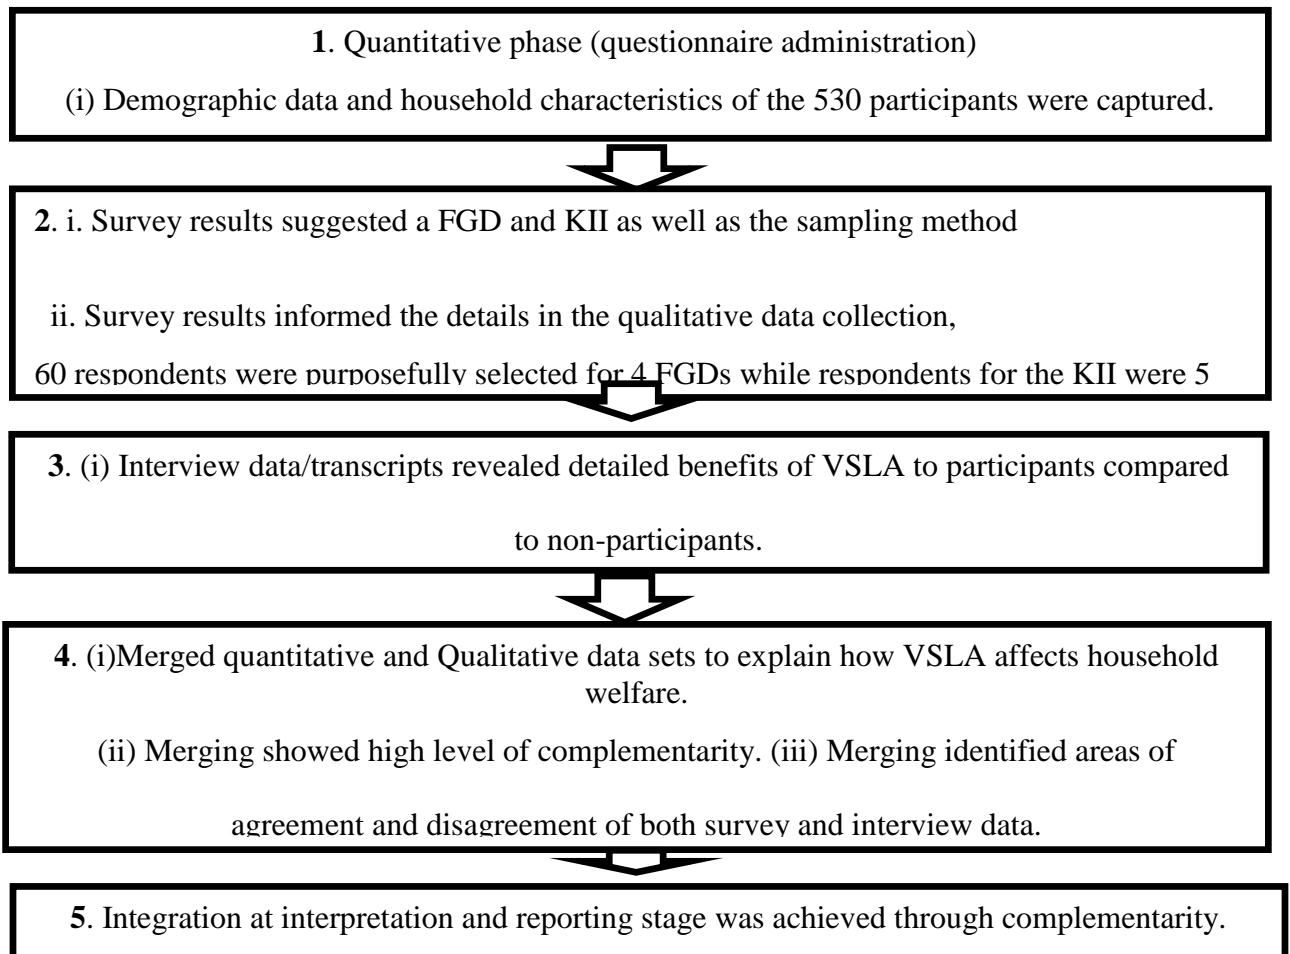 1. Quantitative phase (questionnaire administration)
(i) Demographic data and household characteristics of the 530 participants were captured.
2. i. Survey results suggested a FGD and KII as well as the sampling method
ii. Survey results informed the details in the qualitative data collection,
60 respondents were purposefully selected for 4 FGDs while respondents for the KII were 5
3. (i) Interview data/transcripts revealed detailed benefits of VSLA to participants compared
to non-participants.
4. (i)Merged quantitative and Qualitative data sets to explain how VSLA affects household
welfare.
(ii) Merging showed high level of complementarity. (iii) Merging identified areas of
agreement and disagreement of both survey and interview data.
5. Integration at interpretation and reporting stage was achieved through complementarity.